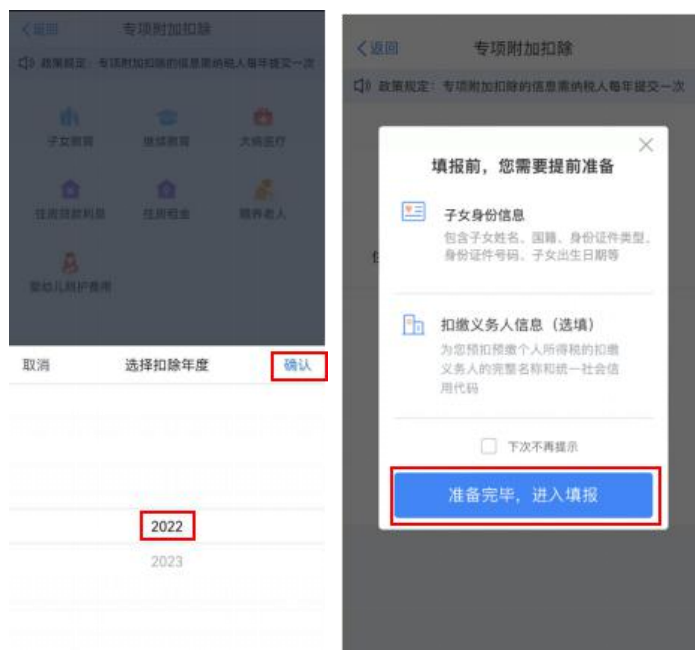 <返回 专项附加扣除
政策规定：专项附加扣除的信息需纳税人每年提交一次
子女教育 继续教育 大病医疗
住房贷款利息 住房租金 赡养老人
婴幼儿照护费用
取消 选择扣除年度 确认
2022
2023
<返回 专项附加扣除
政策规定：专项附加扣除的信息需纳税人每年提交一次
填报前，您需要提前准备
子女身份信息
包含子女姓名、国籍、身份证件类型、
身份证件号码、子女出生日期等
扣缴义务人信息（选填）
为您预扣预缴个人所得税的扣缴
义务人的完整名称和统一社会信
用代码
下次不再提示
准备完毕，进入填报